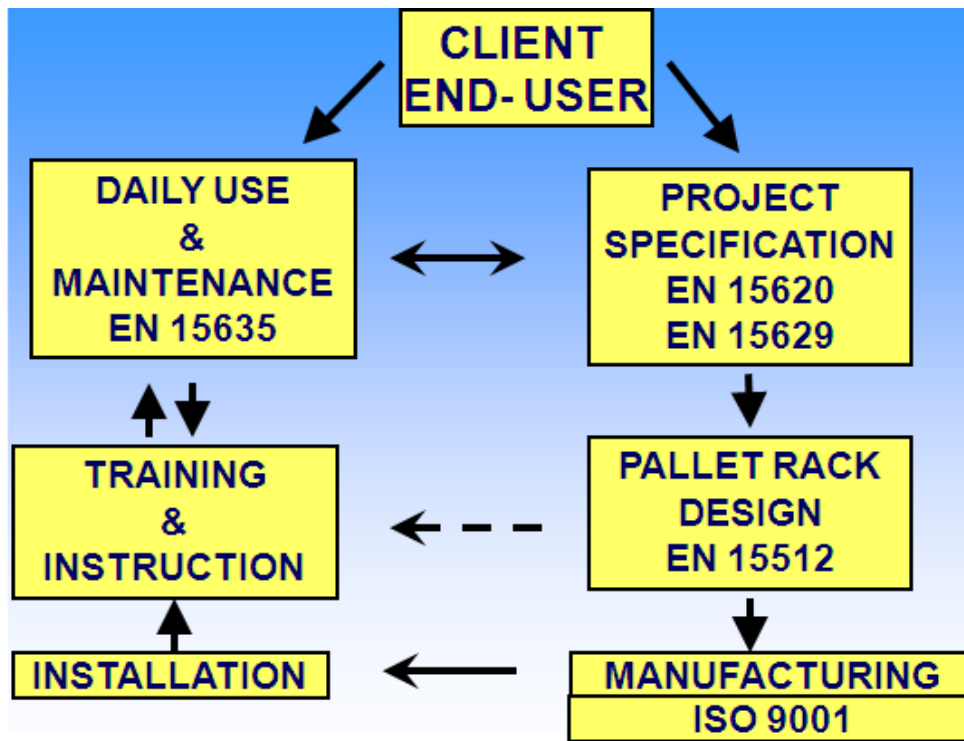 CLIENT
END- USER
DAILY USE
&
MAINTENANCE
EN 15635
PROJECT
SPECIFICATION
EN 15620
EN 15629
TRAINING
&
INSTRUCTION
PALLET RACK
DESIGN
EN 15512
INSTALLATION
MANUFACTURING
ISO 9001